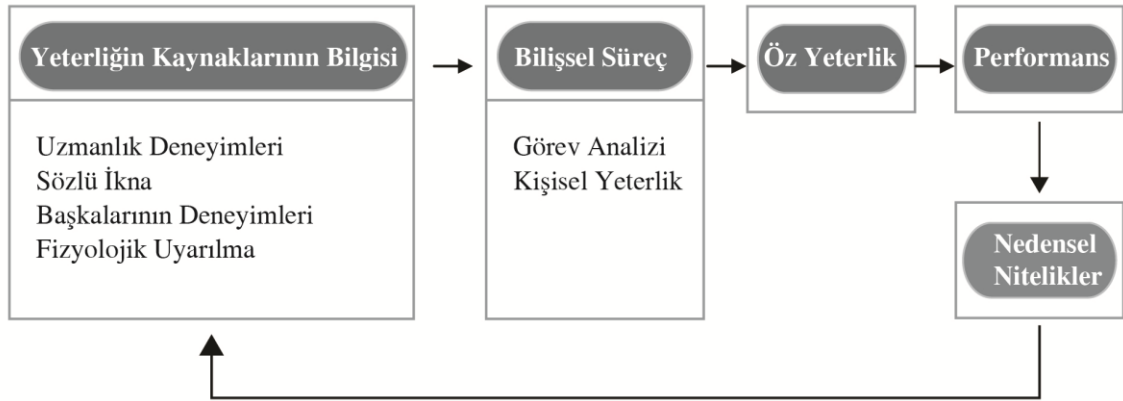 Yeterliğin Kaynaklarının Bilgisi
Uzmanlık Deneyimleri
Sözlü İkna
Başkalarının Deneyimleri
Fizyolojik Uyarılma
Bilişsel Süreç
Görev Analizi
Kişisel Yeterlik
Öz Yeterlik
Performans
Nedensel
Nitelikler